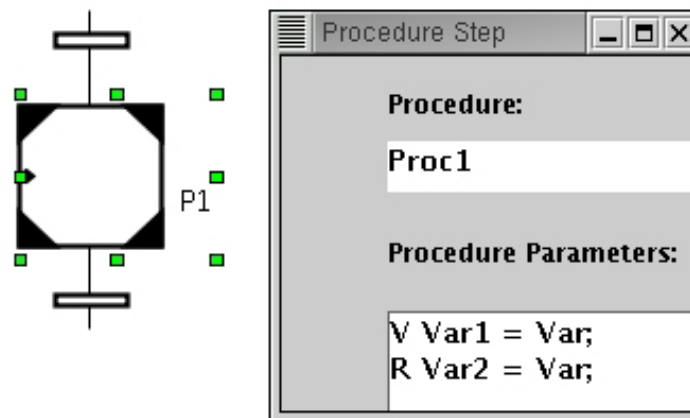 P1
Procedure Step
Procedure:
Proc1
Procedure Parameters:
V Var1 = Var;
R Var2 = Var;